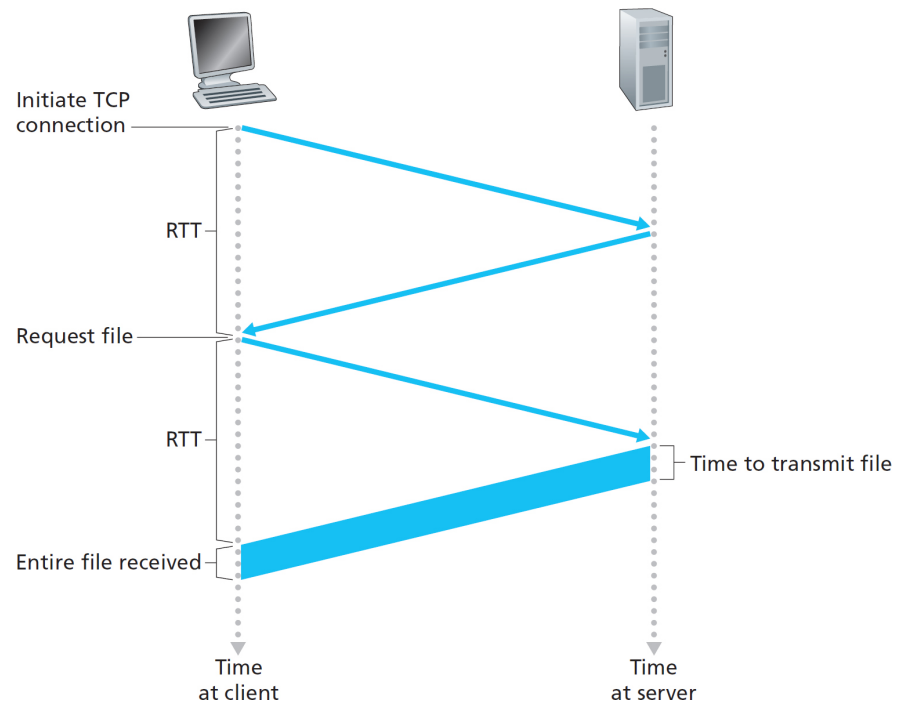 Initiate TCP
connection
RTT
Request file
RTT
Time to transmit file
Entire file received
Time
at client
Time
at server